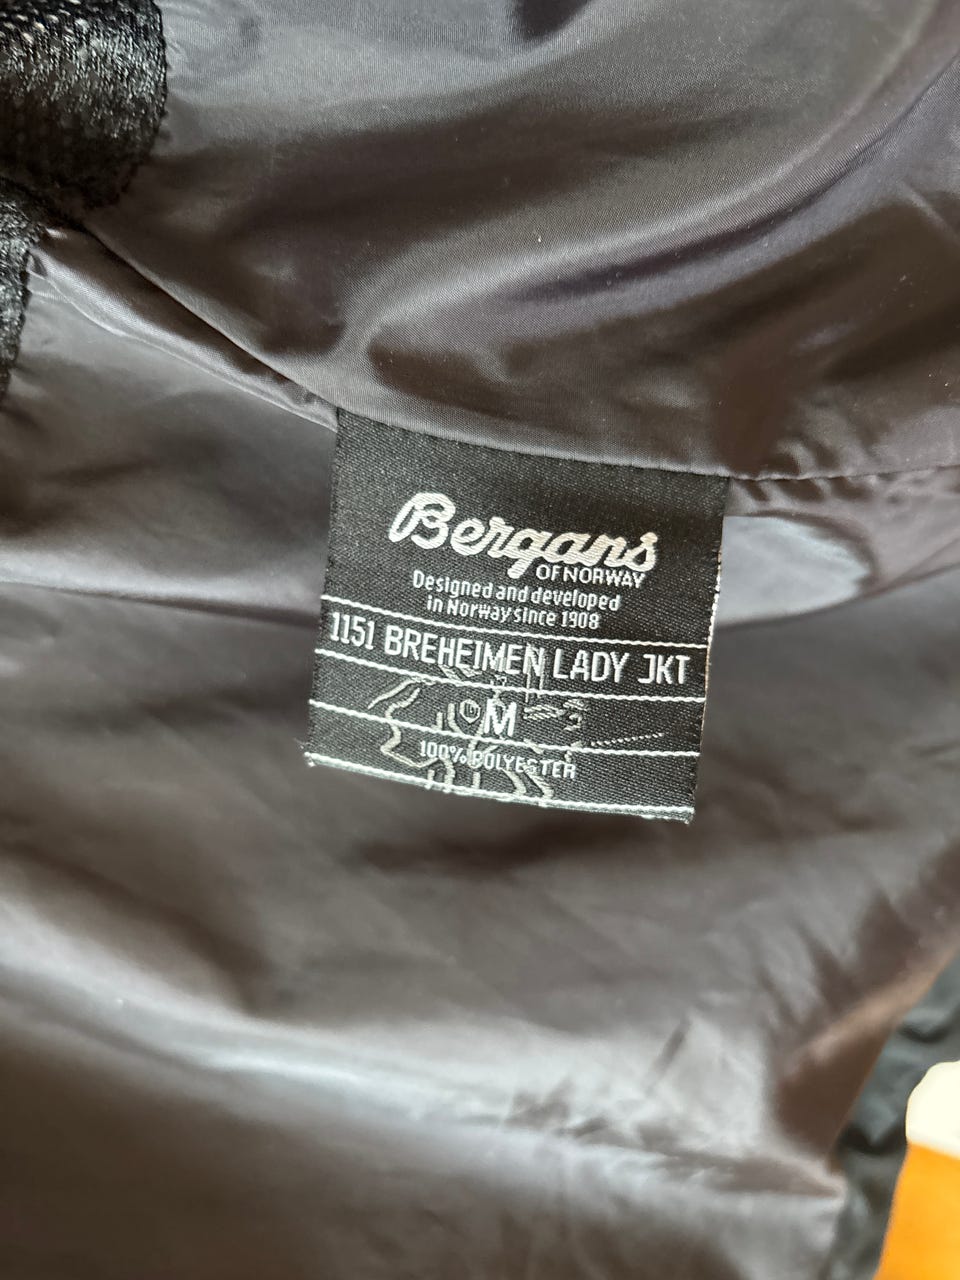 Bergans
OF NORWAY
Designed and developed
in Norway since 1908
1151 BREHEIMEN LADY JKT
M
100% POLYESTER